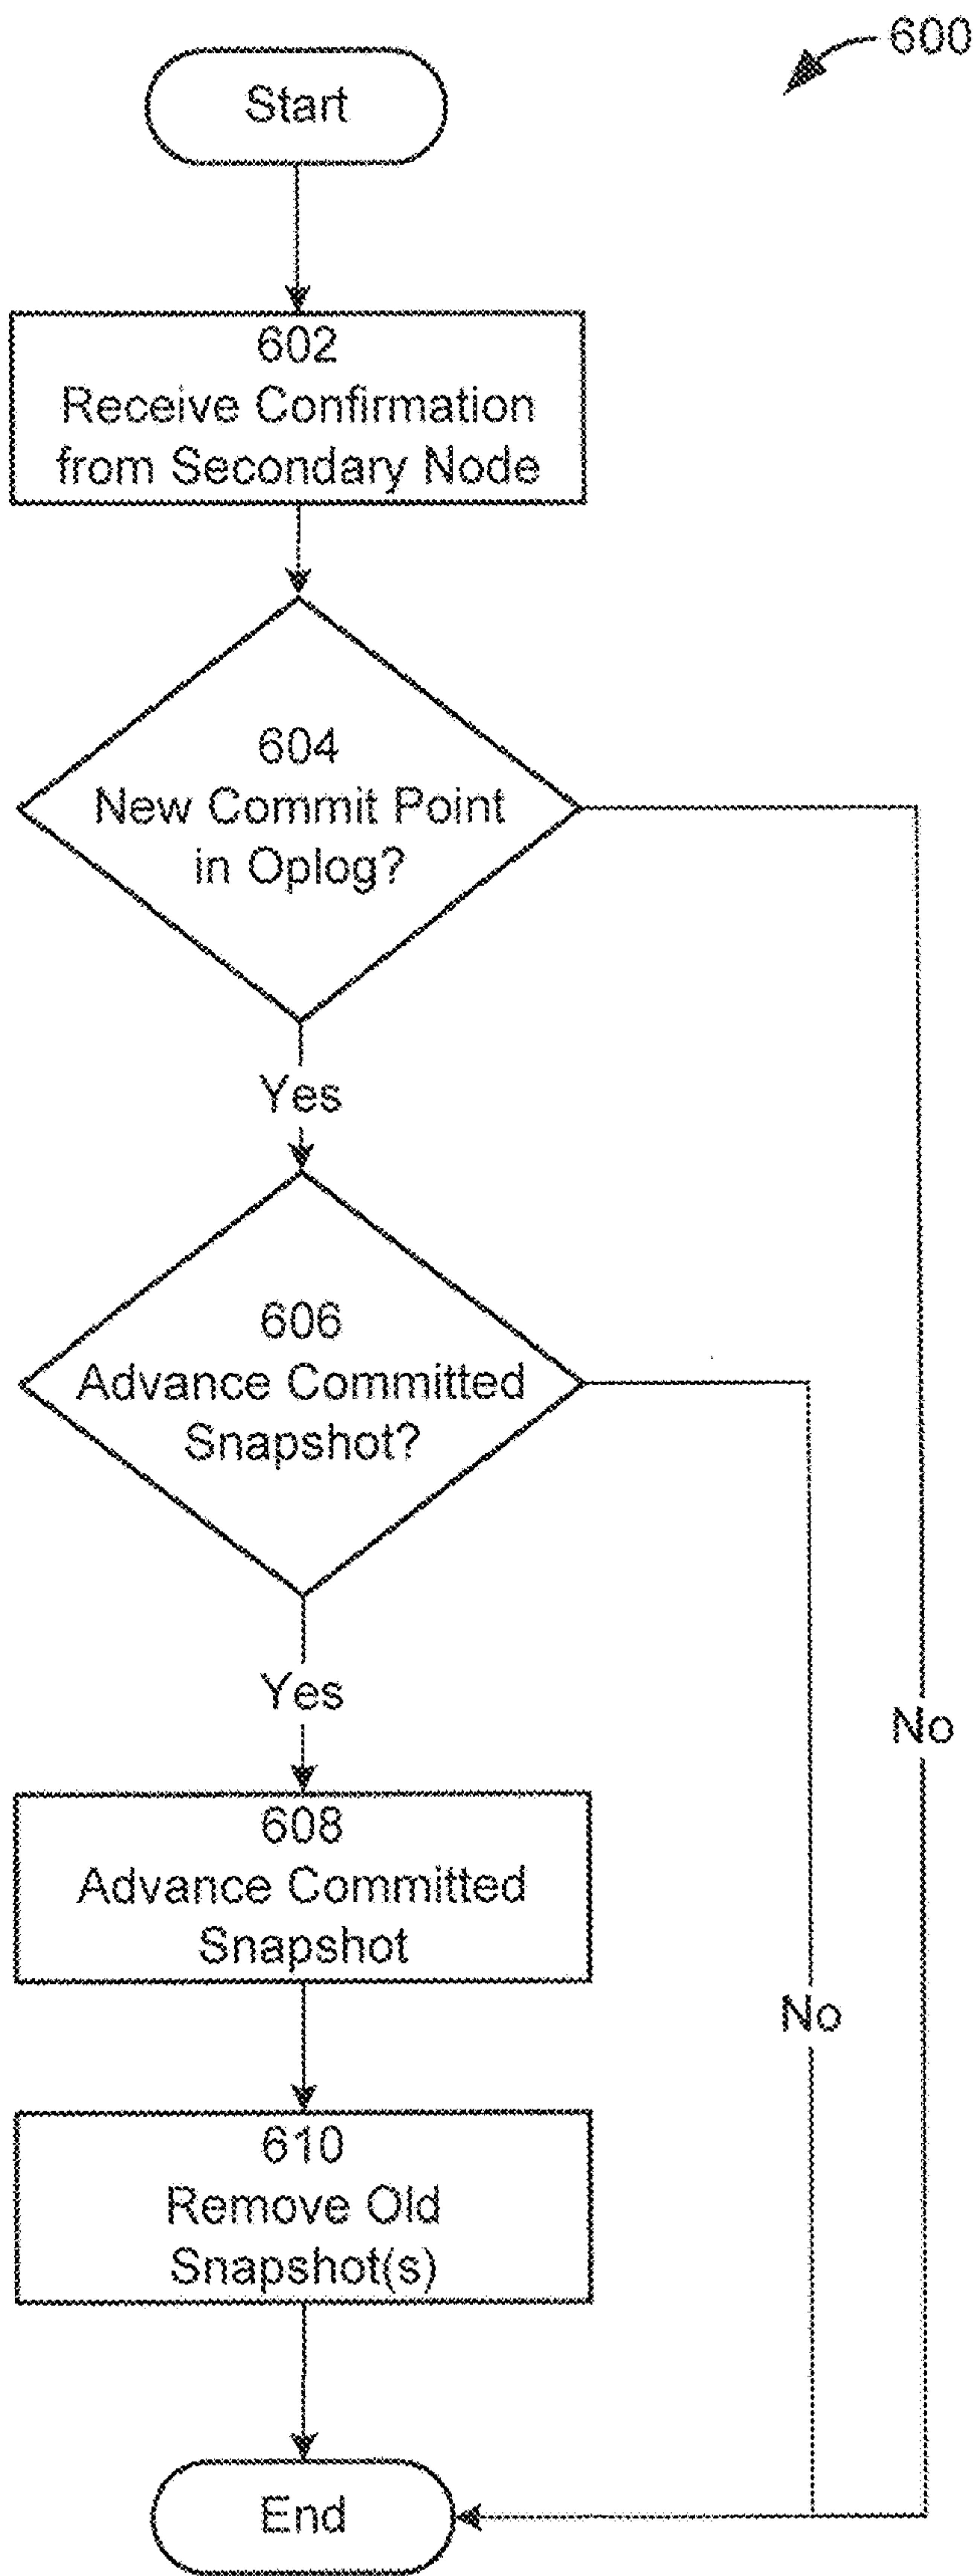 600
Start
602
Receive Confirmation
from Secondary Node
604
New Commit Point
in Oplog?
Yes
606
Advance Committed
Snapshot?
Yes
No
608
Advance Committed
Snapshot
No
610
Remove Old
Snapshot(s)
End